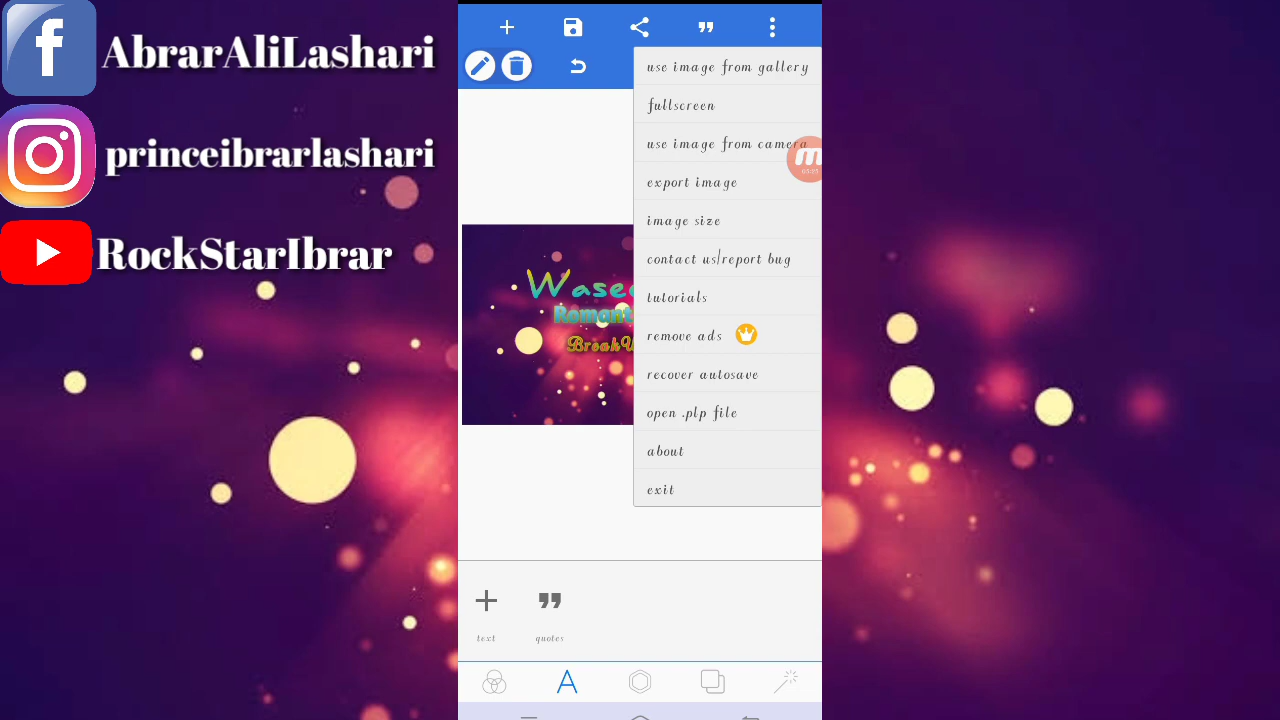 AbrarAliLashari
princeibrarlashari
RockStarIbrar
use image from gallery
fullscreen
use image from camera
export image
image size
contact us/report bug
tutorials
remove ads
recover autosave
open .plp file
about
exit
Romant
text
quotes